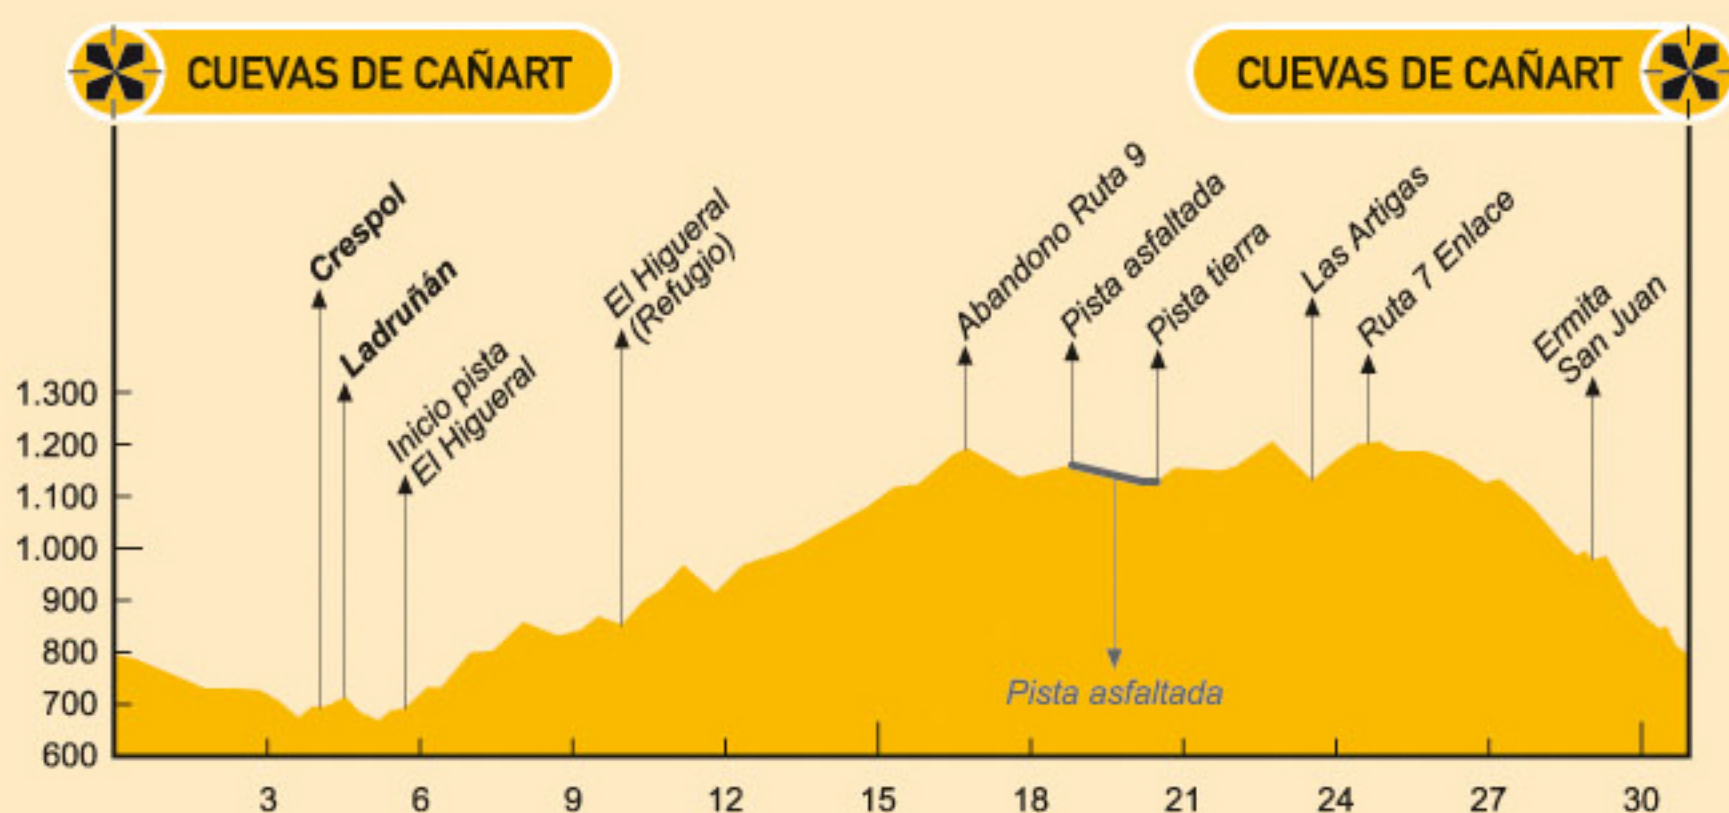 CUEVAS DE CAÑART
CUEVAS DE CAÑART
Crespol
Ladruñán
Inicio pista
El Higueral
El Higueral
(Refugio)
Abandono Ruta 9
Pista asfaltada
Pista tierra
Las Artigas
Ruta 7 Enlace
Ermita
San Juan
1.300
1.200
1.100
1.000
900
800
700
600
Pista asfaltada
3 6 9 12 15 18 21 24 27 30